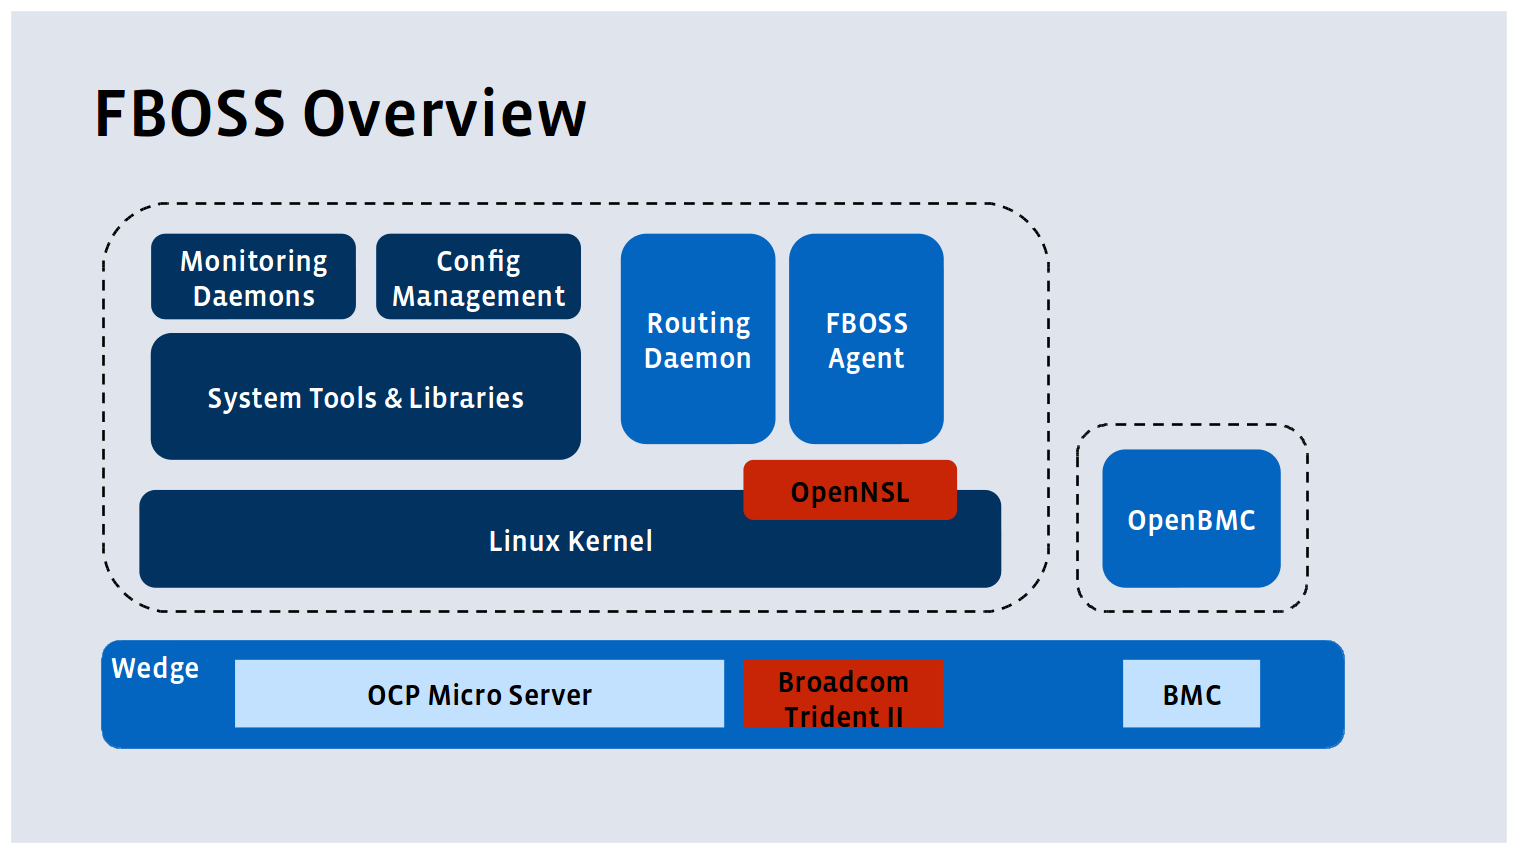 FBOSS Overview
Monitoring
Daemons
Config
Management
System Tools & Libraries
Routing
Daemon
FBOSS
Agent
OpenNSL
Linux Kernel
OpenBMC
Wedge
OCP Micro Server
Broadcom
Trident II
BMC